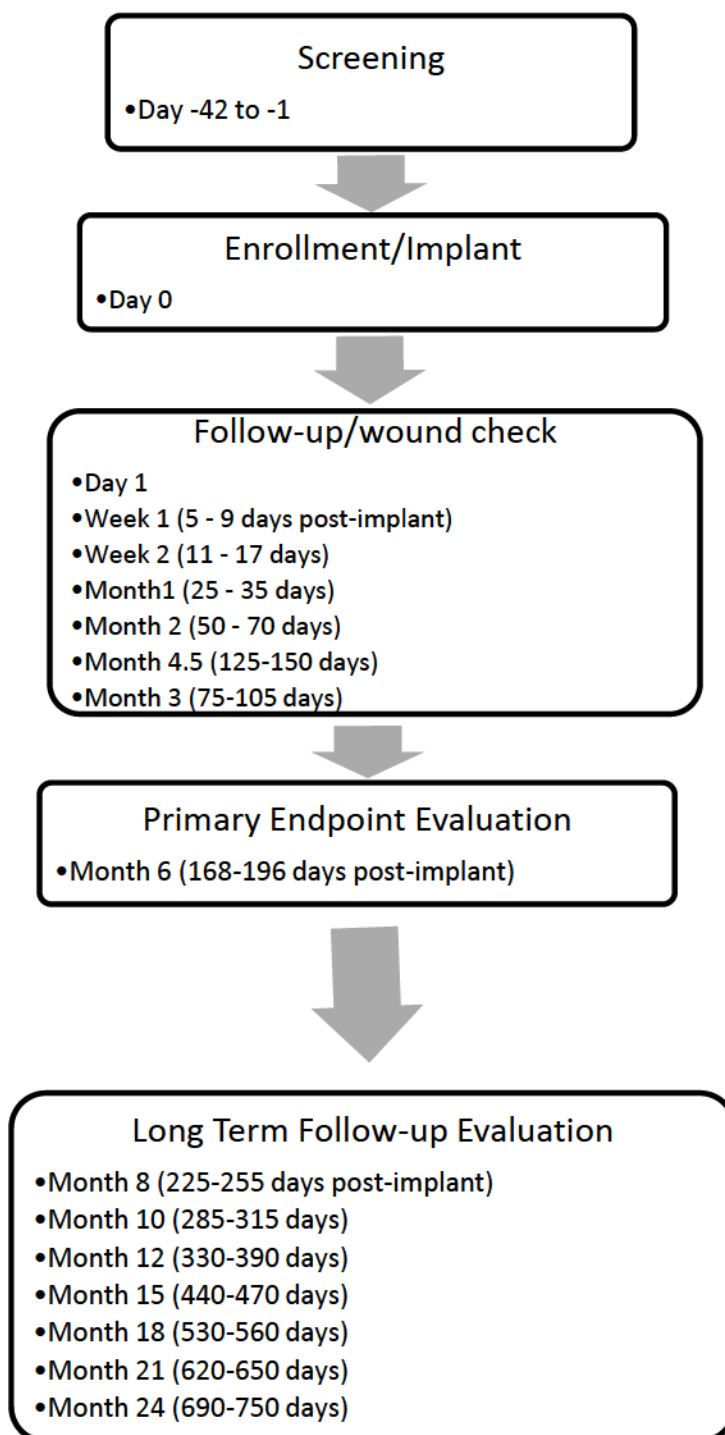 Screening
•Day -42 to -1
Enrollment/Implant
•Day 0
Follow-up/wound check
•Day 1
•Week 1 (5 - 9 days post-implant)
•Week 2 (11 - 17 days)
•Month1 (25 - 35 days)
•Month 2 (50 - 70 days)
•Month 4.5 (125-150 days)
•Month 3 (75-105 days)
Primary Endpoint Evaluation
•Month 6 (168-196 days post-implant)
Long Term Follow-up Evaluation
•Month 8 (225-255 days post-implant)
•Month 10 (285-315 days)
•Month 12 (330-390 days)
•Month 15 (440-470 days)
•Month 18 (530-560 days)
•Month 21 (620-650 days)
•Month 24 (690-750 days)